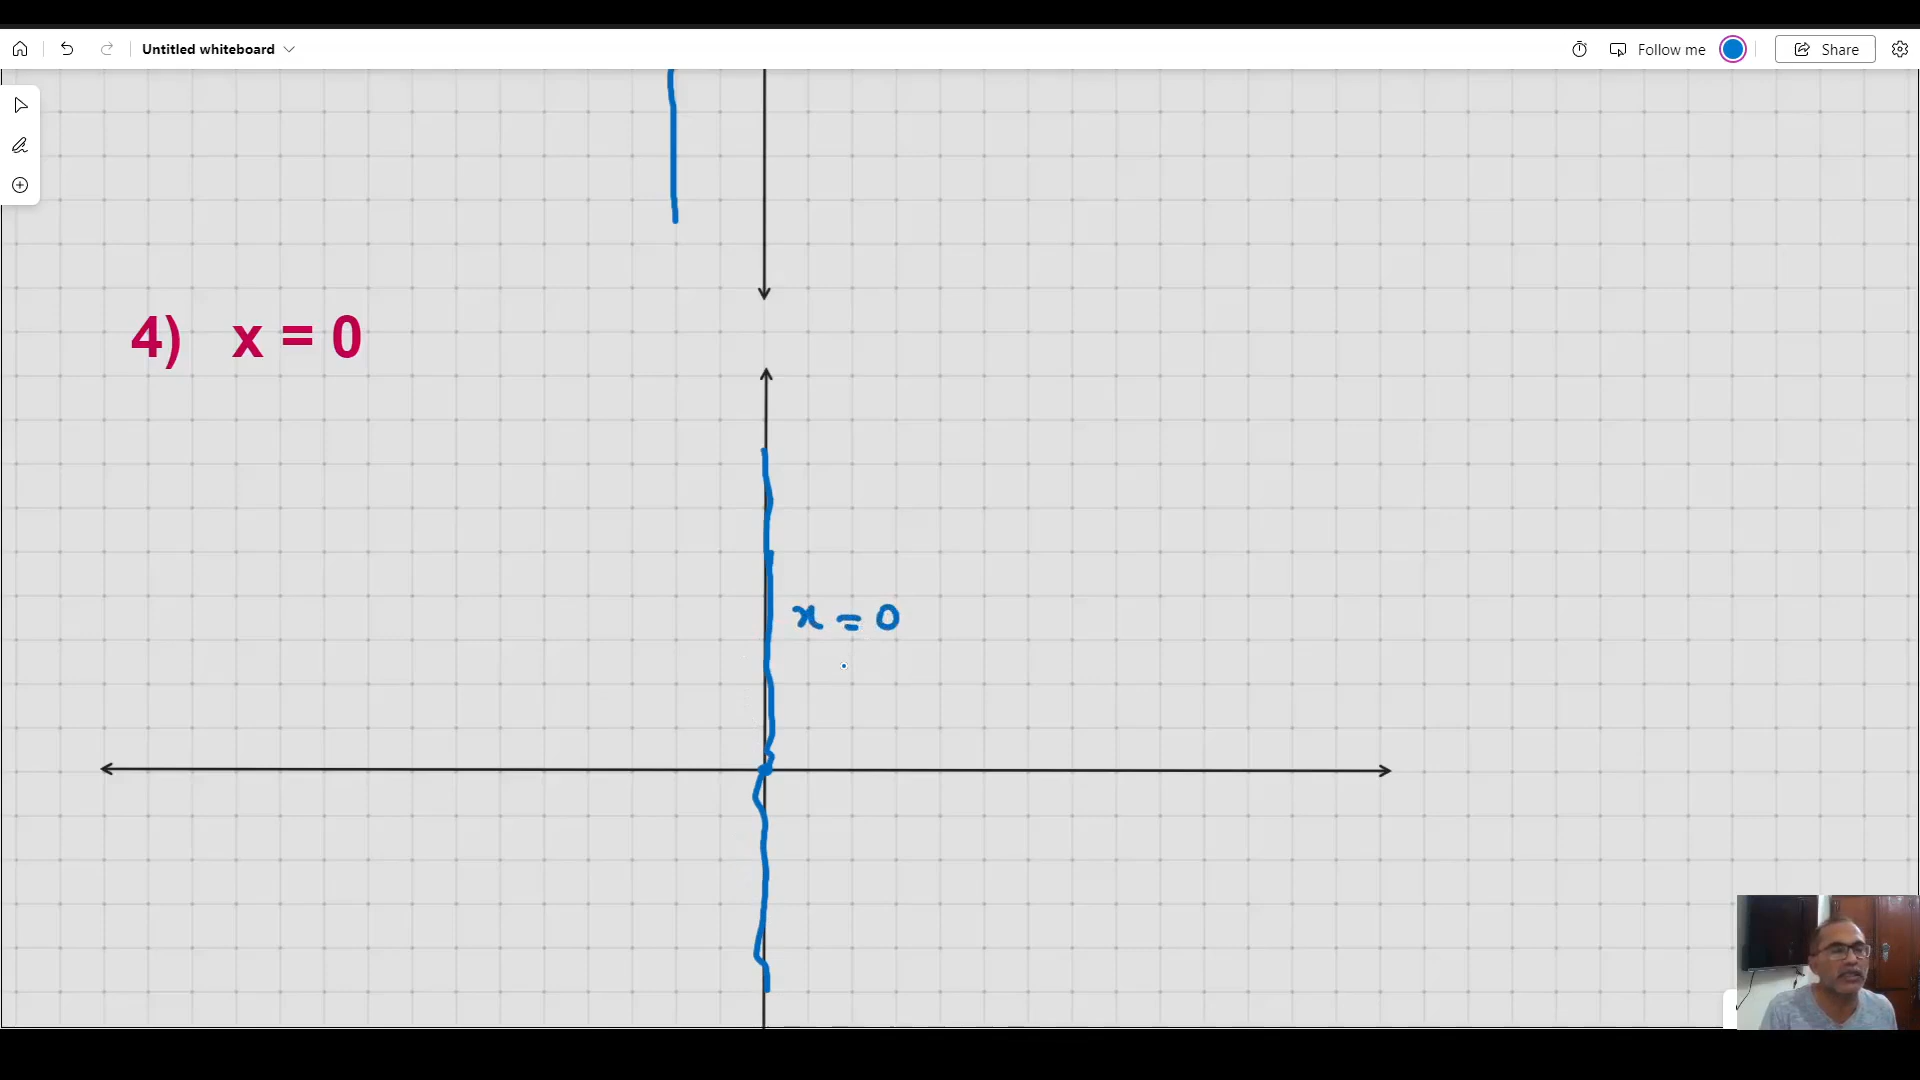 Untitled whiteboard
Follow me
Share
4) x = 0
x = 0